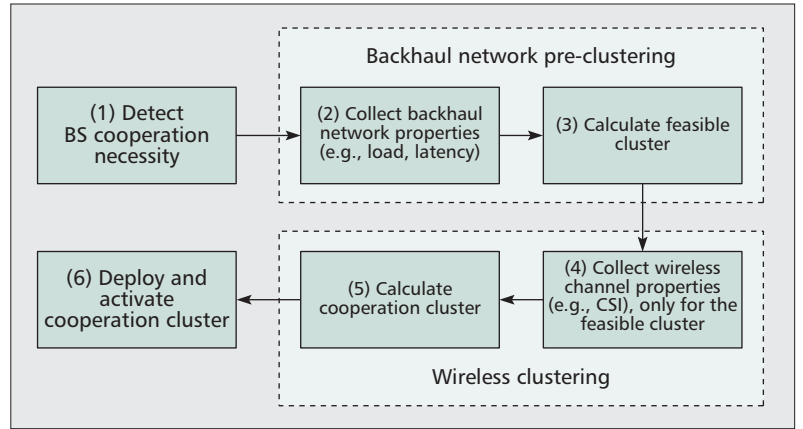 Backhaul network pre-clustering
(1) Detect
BS cooperation
necessity
(2) Collect backhaul
network properties
(e.g., load, latency)
(3) Calculate feasible
cluster
(4) Collect wireless
channel properties
(e.g., CSI), only for the
feasible cluster
(5) Calculate
cooperation cluster
(6) Deploy and
activate
cooperation cluster
Wireless clustering